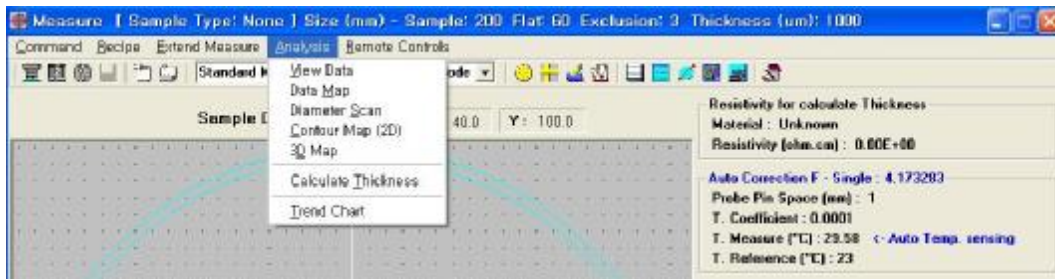 Measure [ Sample Type: None ] Size (mm) - Sample: 200 Flat: 60 Exclusion: 3 Thickness (um): 1000
Command Recipe Extend Measure Analysis Remote Controls
Standard
View Data
Data Map
Diameter Scan
Contour Map (2D)
3D Map
Calculate Thickness
Trend Chart
Sample
40.0 Y: 100.0
Resistivity for calculate Thickness
Material : Unknown
Resistivity (ohm.cm) : 0.00E+00
Auto Correction F - Single : 4.173283
Probe Pin Space (mm) : 1
T. Coefficient : 0.0001
T. Measure (°C) : 29.58 <- Auto Temp. sensing
T. Reference (°C) : 23